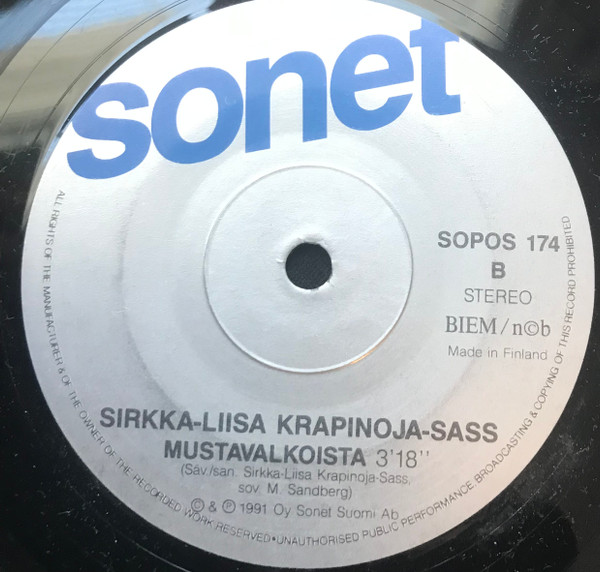 sonet
SOPOS 174
B
STEREO
BIEM/n©b
Made in Finland
SIRKKA-LIISA KRAPINOJA-SASS
MUSTAVALKOISTA 3'18''
(Säv./san. Sirkka-Liisa Krapinoja-Sass,
sov. M. Sandberg)
© & ℗ 1991 Oy Sonet Suomi Ab
ALL RIGHTS OF THE MANUFACTURER & OF THE OWNER OF THE RECORDED WORK RESERVED•UNAUTHORISED PUBLIC PERFORMANCE BROADCASTING & COPYING OF THIS RECORD PROHIBITED